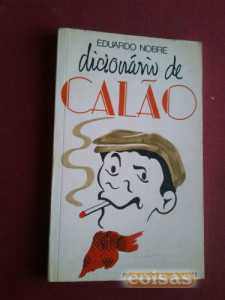 EDUARDO NOBRE
dicionário de
CALÃO
coisas